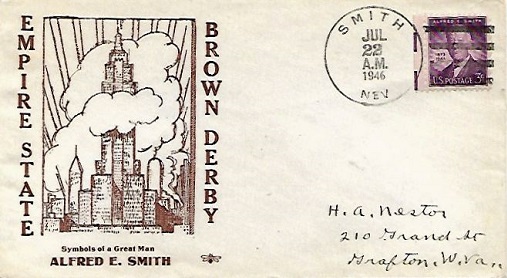 EMPIRE STATE
BROWN DERBY
Symbols of a Great Man
ALFRED E. SMITH
SMITH
JUL
22
A.M.
1946
NEV
ALFRED E. SMITH
U.S. POSTAGE 3¢
H. A. Nestor
210 Grand St
Grafton, W. Va.